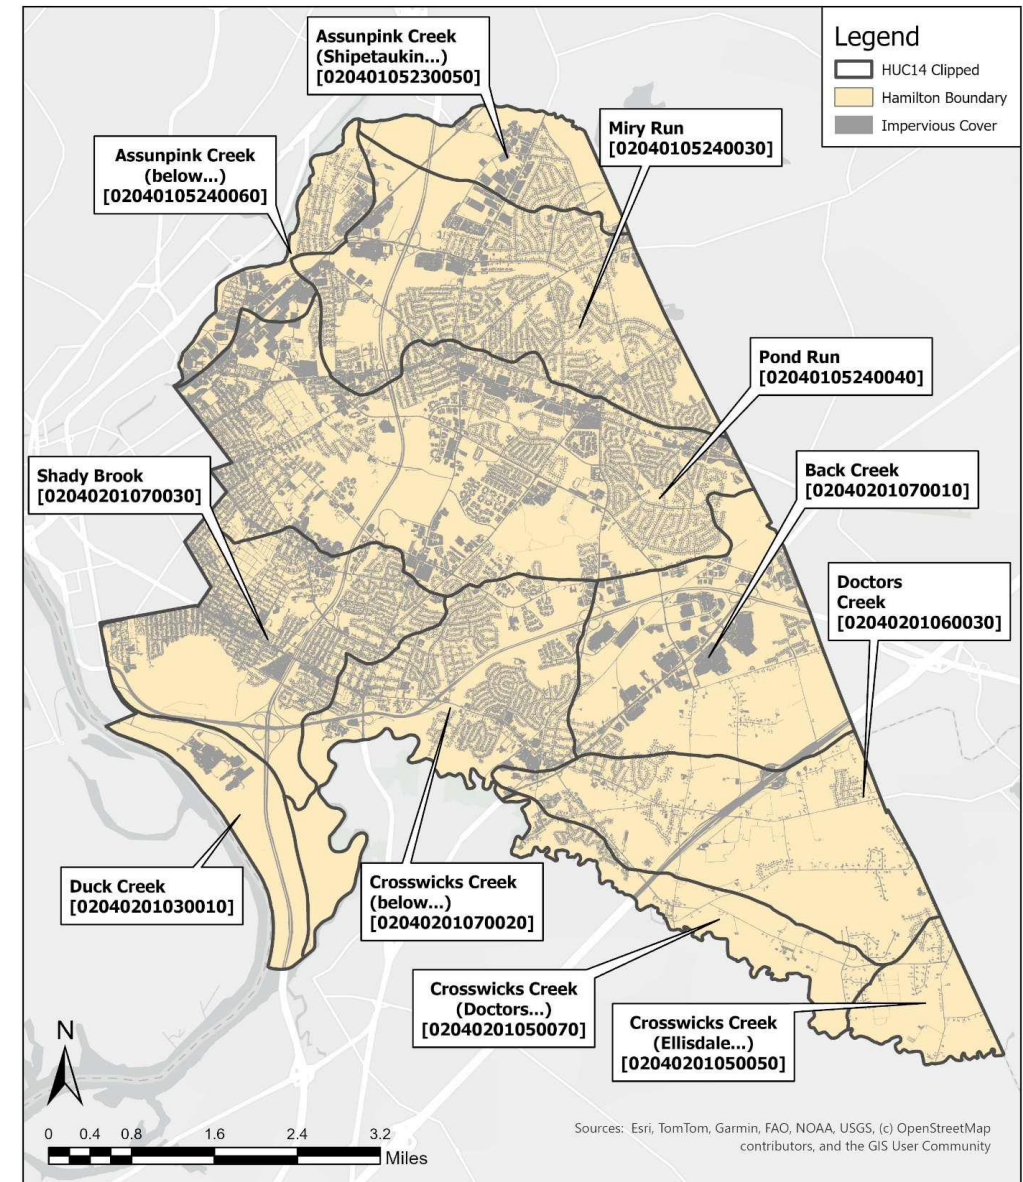 Assunpink Creek
(Shipetaukin...)
[02040105230050]
Legend
HUC14 Clipped
Hamilton Boundary
Impervious Cover
Miry Run
[02040105240030]
Assunpink Creek
(below...)
[02040105240060]
Pond Run
[02040105240040]
Shady Brook
[02040201070030]
Back Creek
[02040201070010]
Doctors
Creek
[02040201060030]
Duck Creek
[02040201030010]
Crosswicks Creek
(below...)
[02040201070020]
Crosswicks Creek
(Doctors...)
[02040201050070]
Crosswicks Creek
(Ellisdale...)
[02040201050050]
N
0 0.4 0.8 1.6 2.4 3.2
Miles
Sources: Esri, TomTom, Garmin, FAO, NOAA, USGS, (c) OpenStreetMap
contributors, and the GIS User Community